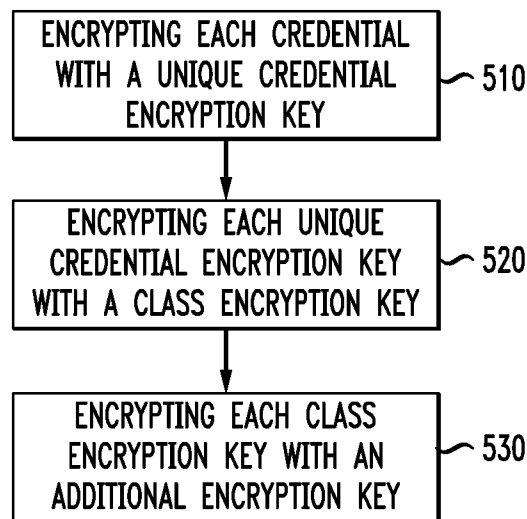 ENCRYPTING EACH CREDENTIAL
WITH A UNIQUE CREDENTIAL
ENCRYPTION KEY
510
ENCRYPTING EACH UNIQUE
CREDENTIAL ENCRYPTION KEY
WITH A CLASS ENCRYPTION KEY
520
ENCRYPTING EACH CLASS
ENCRYPTION KEY WITH AN
ADDITIONAL ENCRYPTION KEY
530